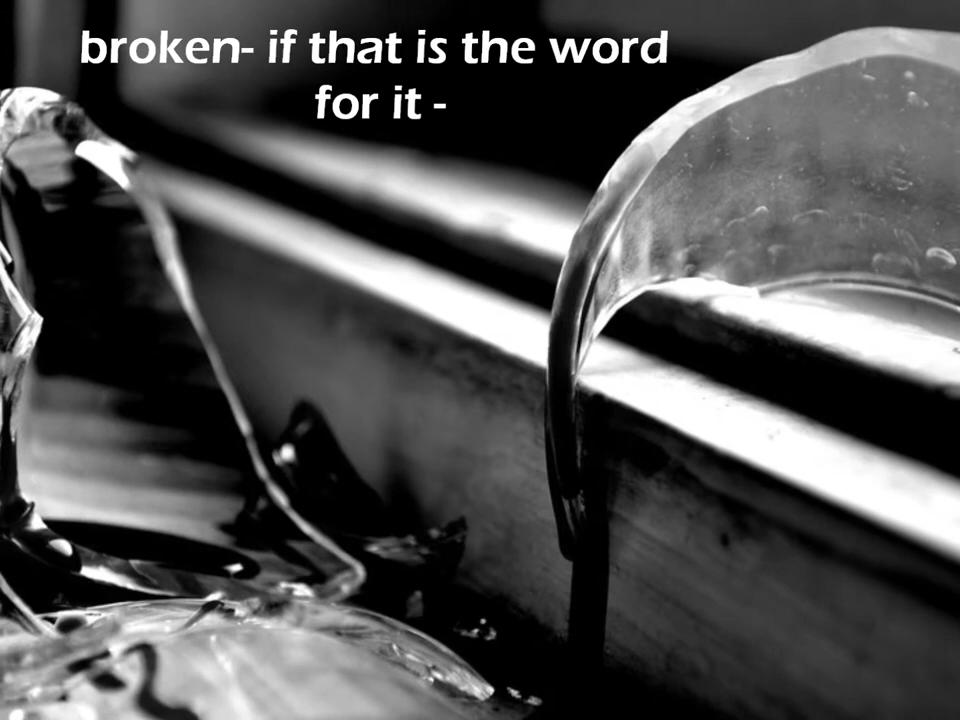 broken- if that is the word
for it -